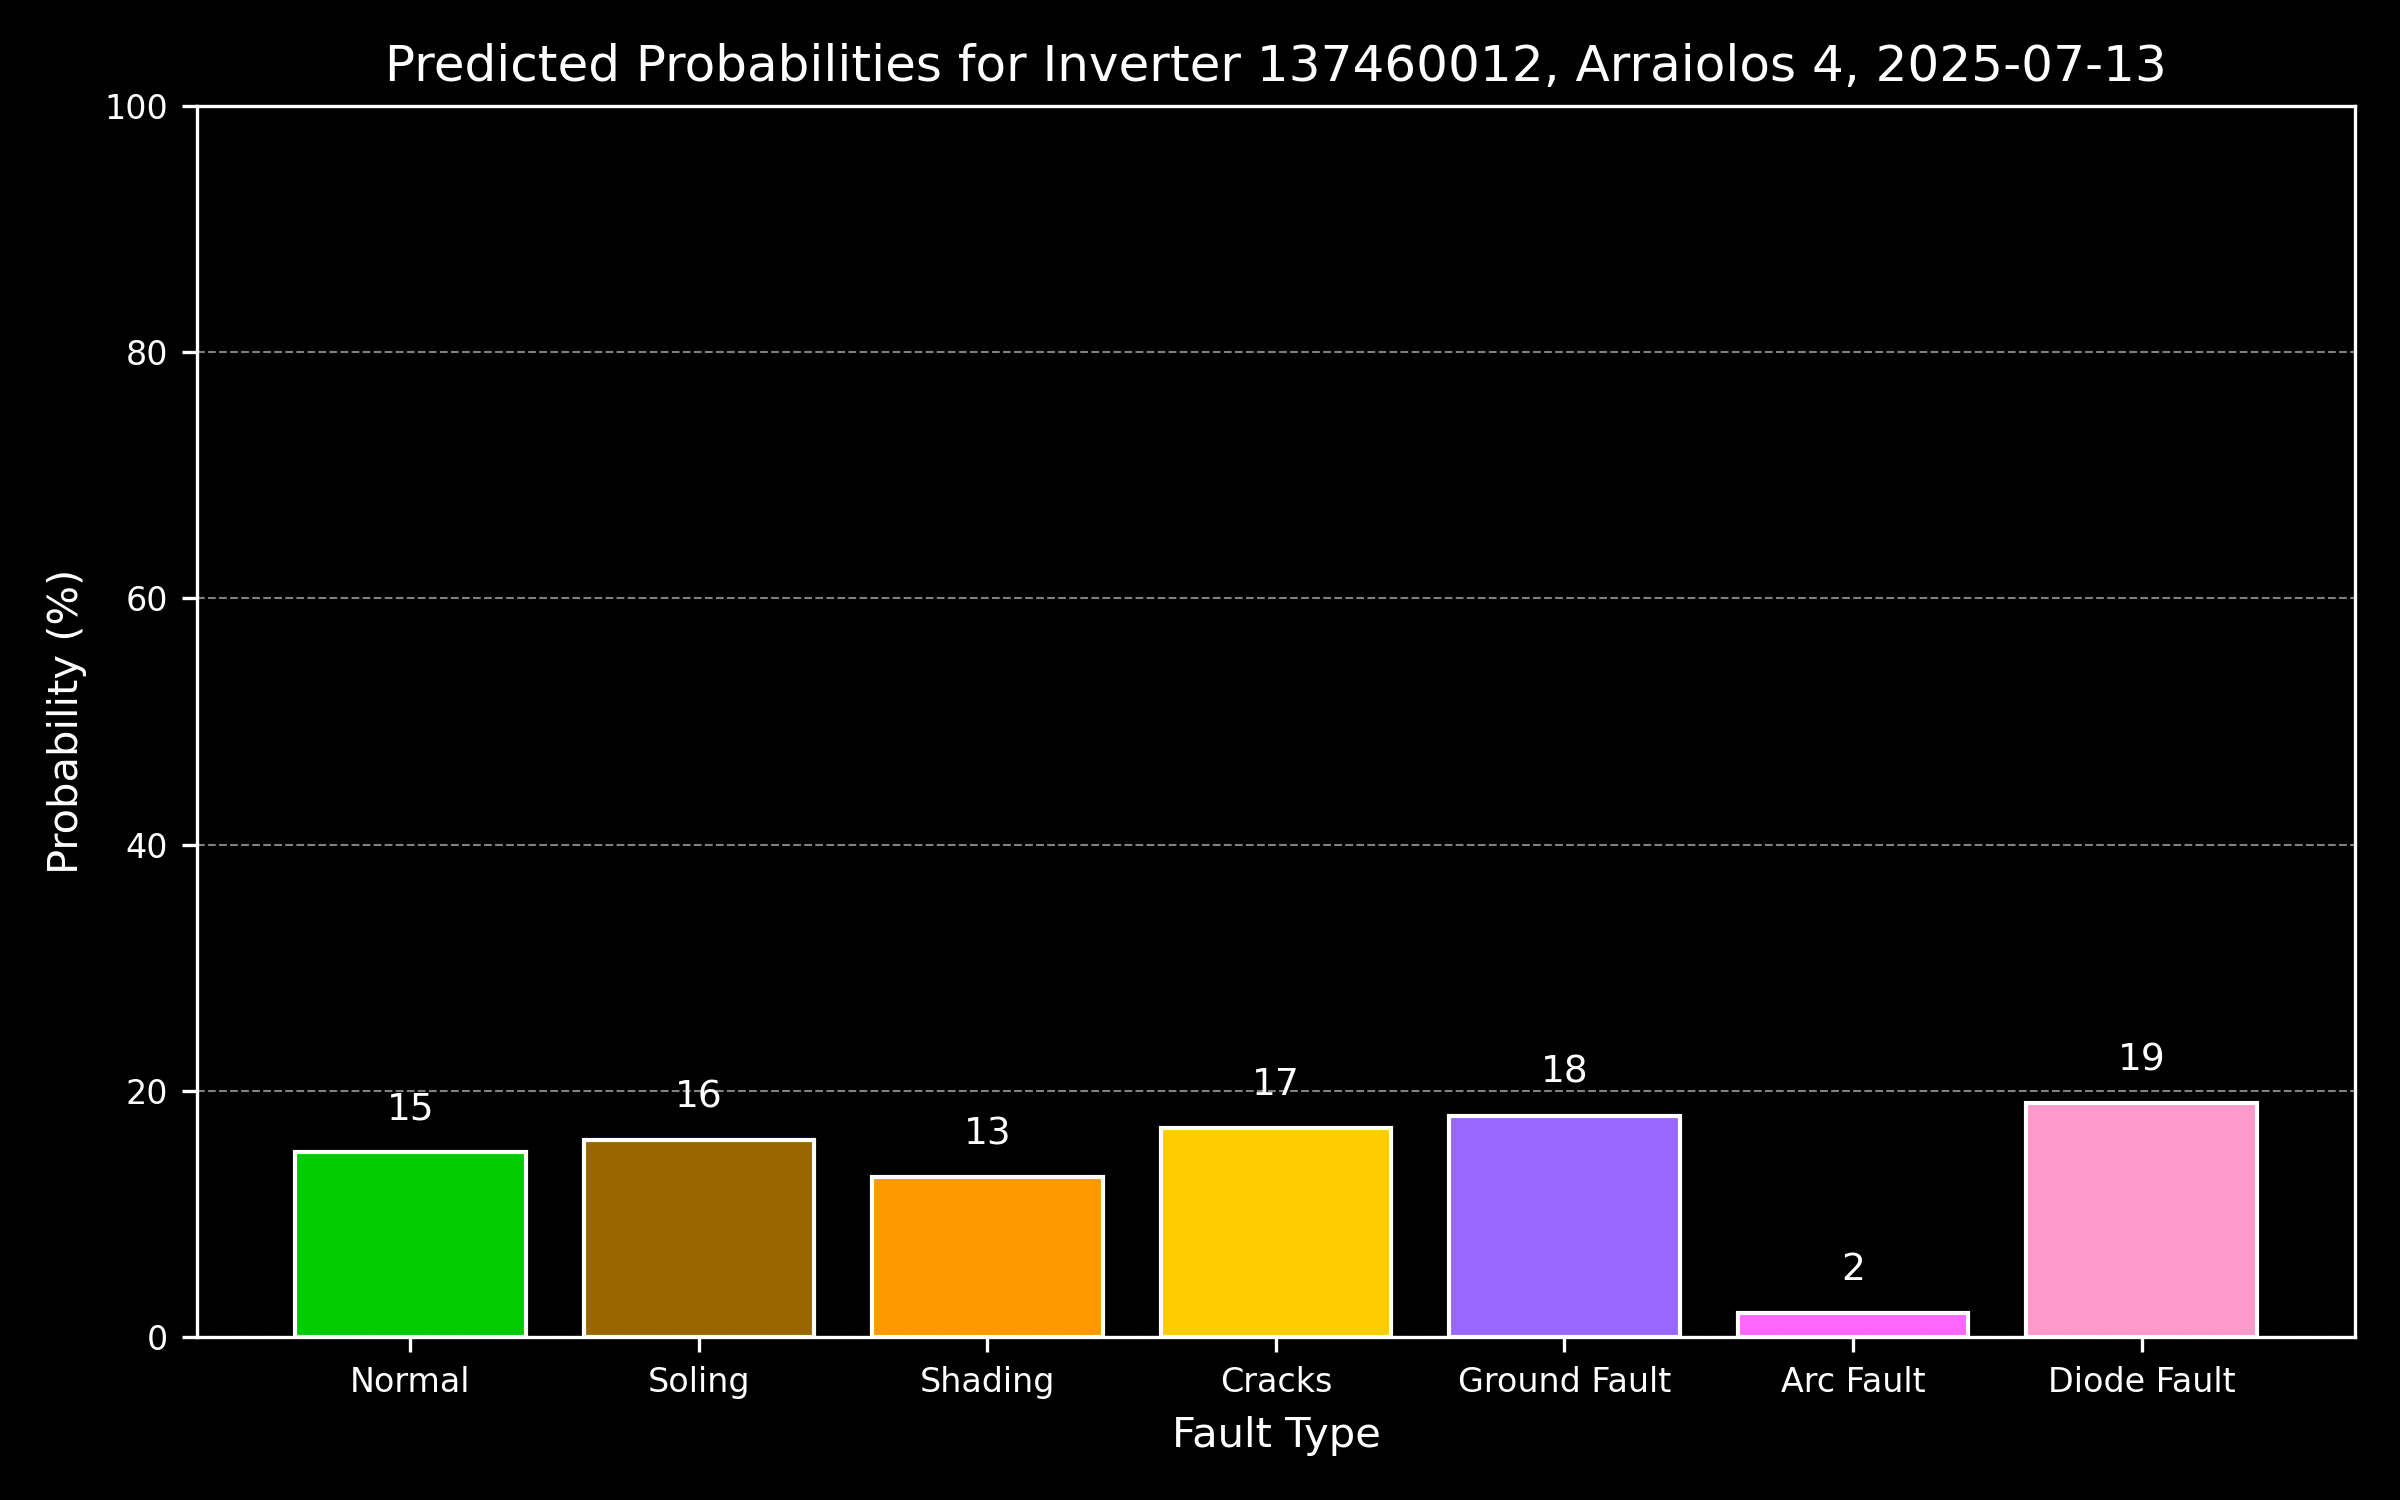 Predicted Probabilities for Inverter 137460012, Arraiolos 4, 2025-07-13
Probability (%)
100
80
60
40
20
0
15
16
13
17
18
2
19
Normal
Soling
Shading
Cracks
Ground Fault
Arc Fault
Diode Fault
Fault Type